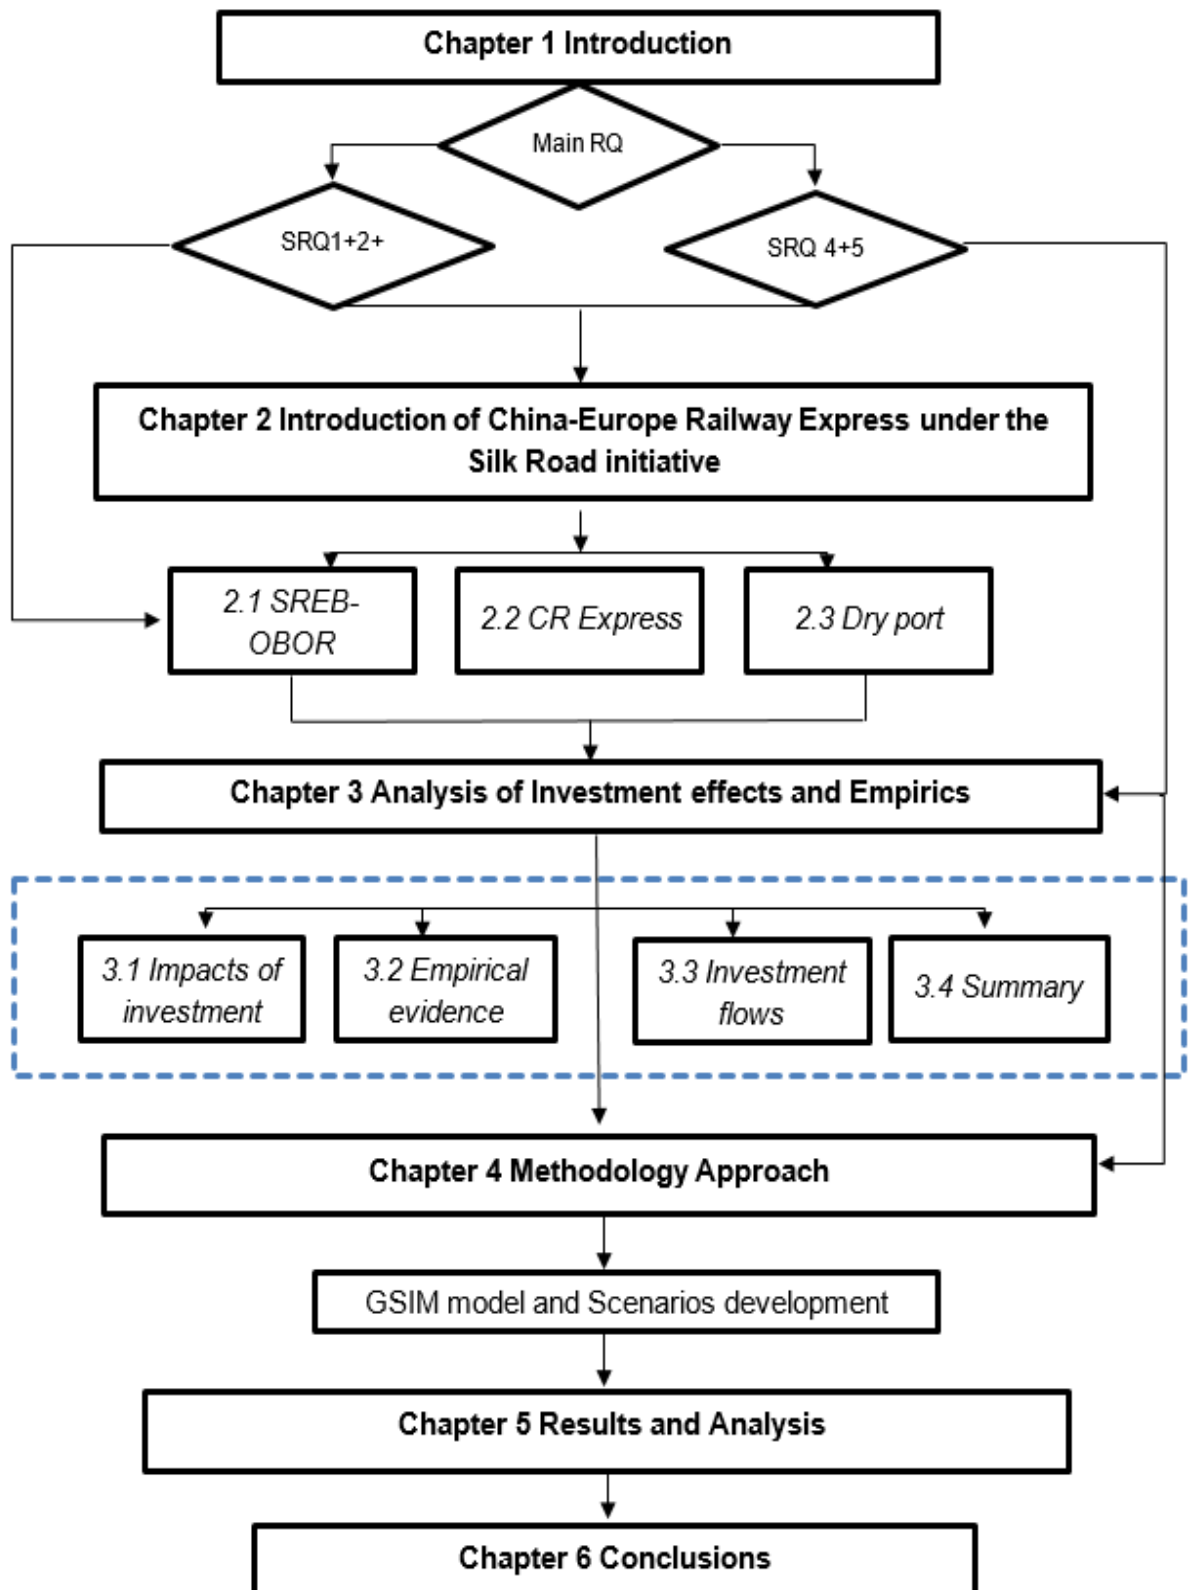 Chapter 1 Introduction
Main RQ
SRQ1+2+
SRQ 4+5
Chapter 2 Introduction of China-Europe Railway Express under the
Silk Road initiative
2.1 SREB-
OBOR
2.2 CR Express
2.3 Dry port
Chapter 3 Analysis of Investment effects and Empirics
3.1 Impacts of
investment
3.2 Empirical
evidence
3.3 Investment
flows
3.4 Summary
Chapter 4 Methodology Approach
GSIM model and Scenarios development
Chapter 5 Results and Analysis
Chapter 6 Conclusions